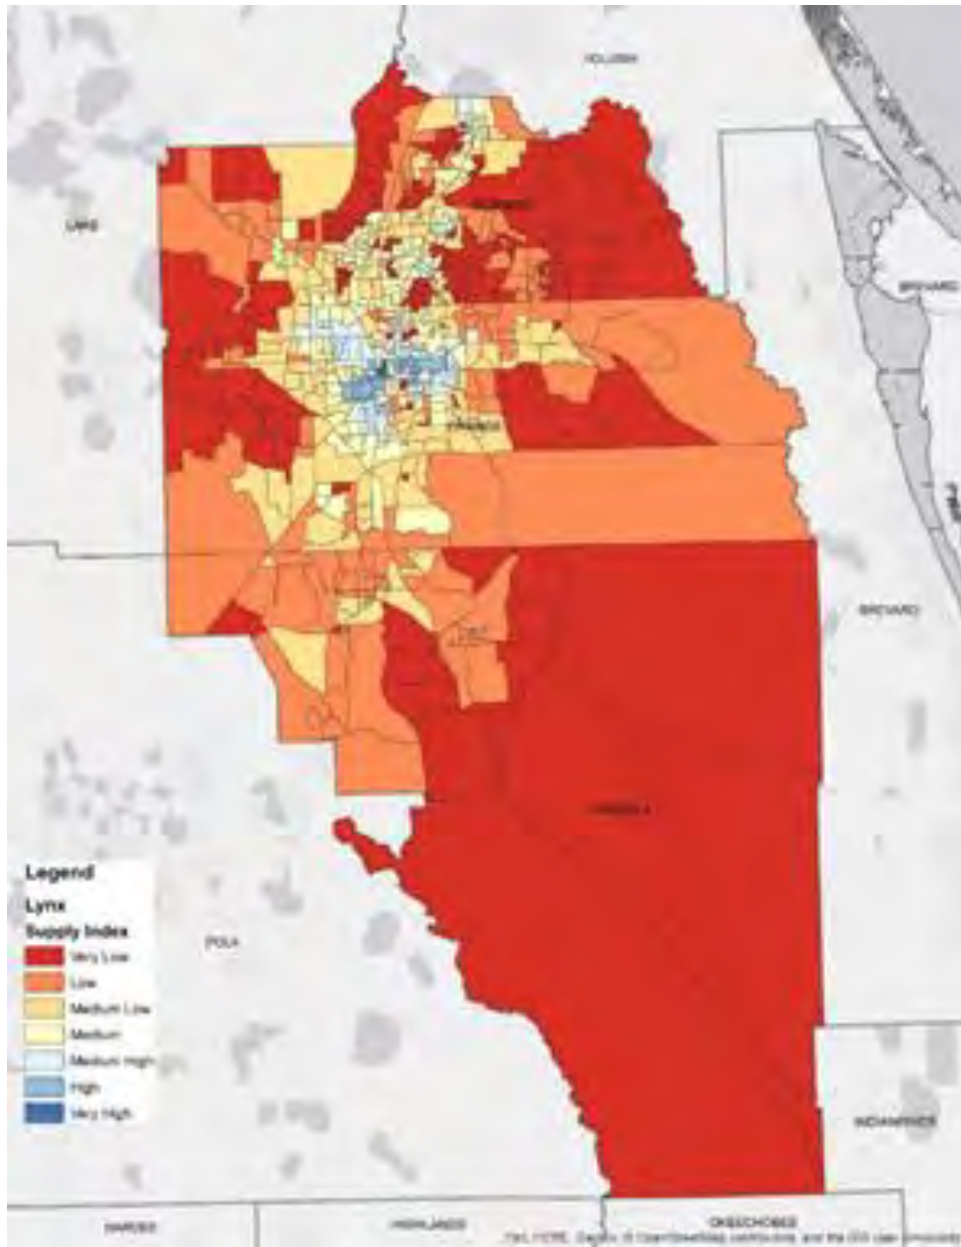 VOLUSIA
LAKE
BREVARD
ORANGE
BREVARD
OSCEOLA
Legend
Lynx
Supply Index
Very Low
Low
Medium Low
Medium
Medium High
High
Very High
POLK
INDIAN RIVER
HARDEE
HIGHLANDS
OKEECHOBEE